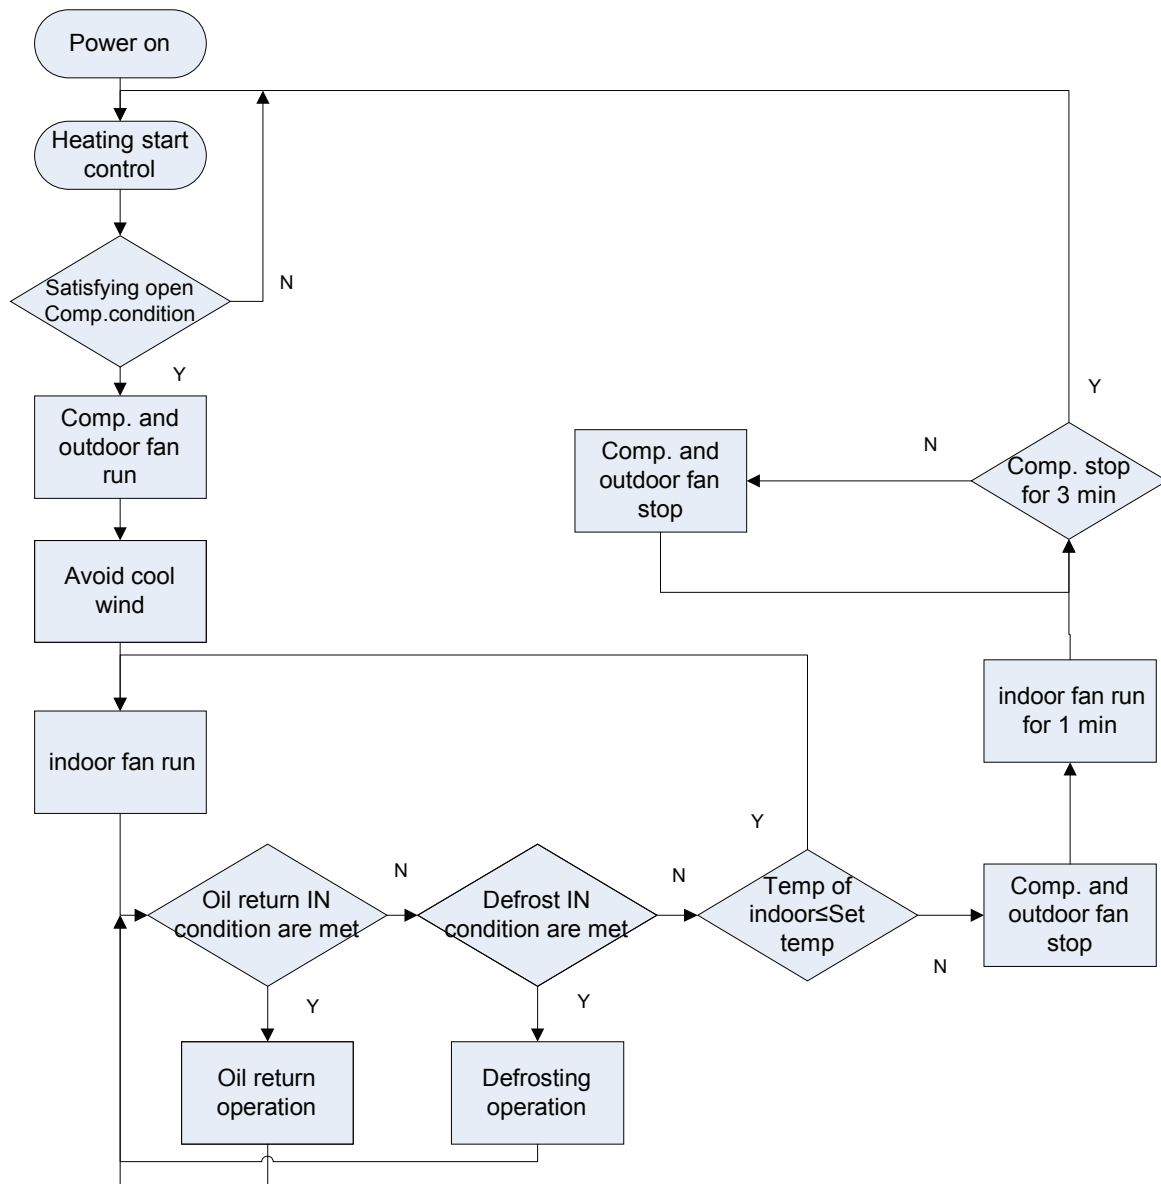 Power on
Heating start
control
Satisfying open
Comp.condition
N
Y
Comp. and
outdoor fan
run
Avoid cool
wind
indoor fan run
Comp. and
outdoor fan
stop
N
Comp. stop
for 3 min
Y
indoor fan run
for 1 min
Oil return IN
condition are met
N
Y
Defrost IN
condition are met
N
Y
Temp of
indoor≤Set
temp
Y
N
Comp. and
outdoor fan
stop
Oil return
operation
Defrosting
operation